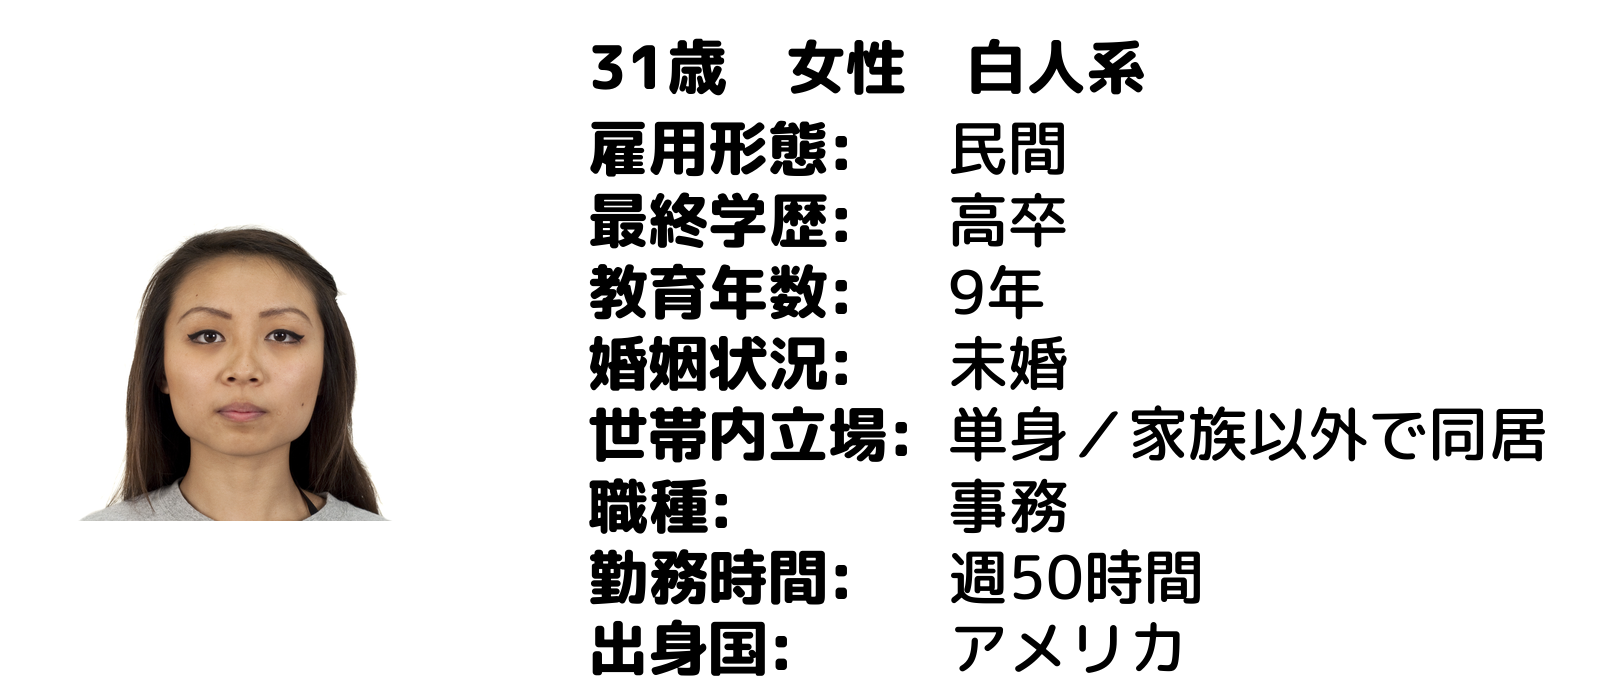 31歳　女性　白人系
雇用形態:　民間
最終学歴:　高卒
教育年数:　9年
婚姻状況:　未婚
世帯内立場:　単身／家族以外で同居
職種:　事務
勤務時間:　週50時間
出身国:　アメリカ